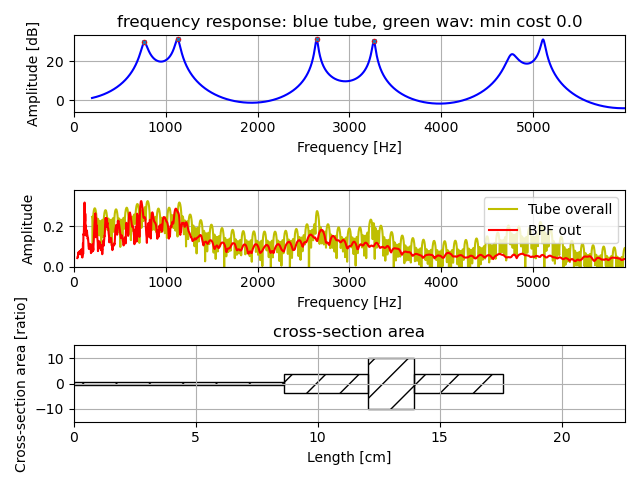 frequency response: blue tube, green wav: min cost 0.0
Amplitude [dB]
20
0
0 1000 2000 3000 4000 5000
Frequency [Hz]
Amplitude
0.2
0.0
Tube overall
BPF out
0 1000 2000 3000 4000 5000
Frequency [Hz]
cross-section area
Cross-section area [ratio]
10
0
−10
0 5 10 15 20
Length [cm]